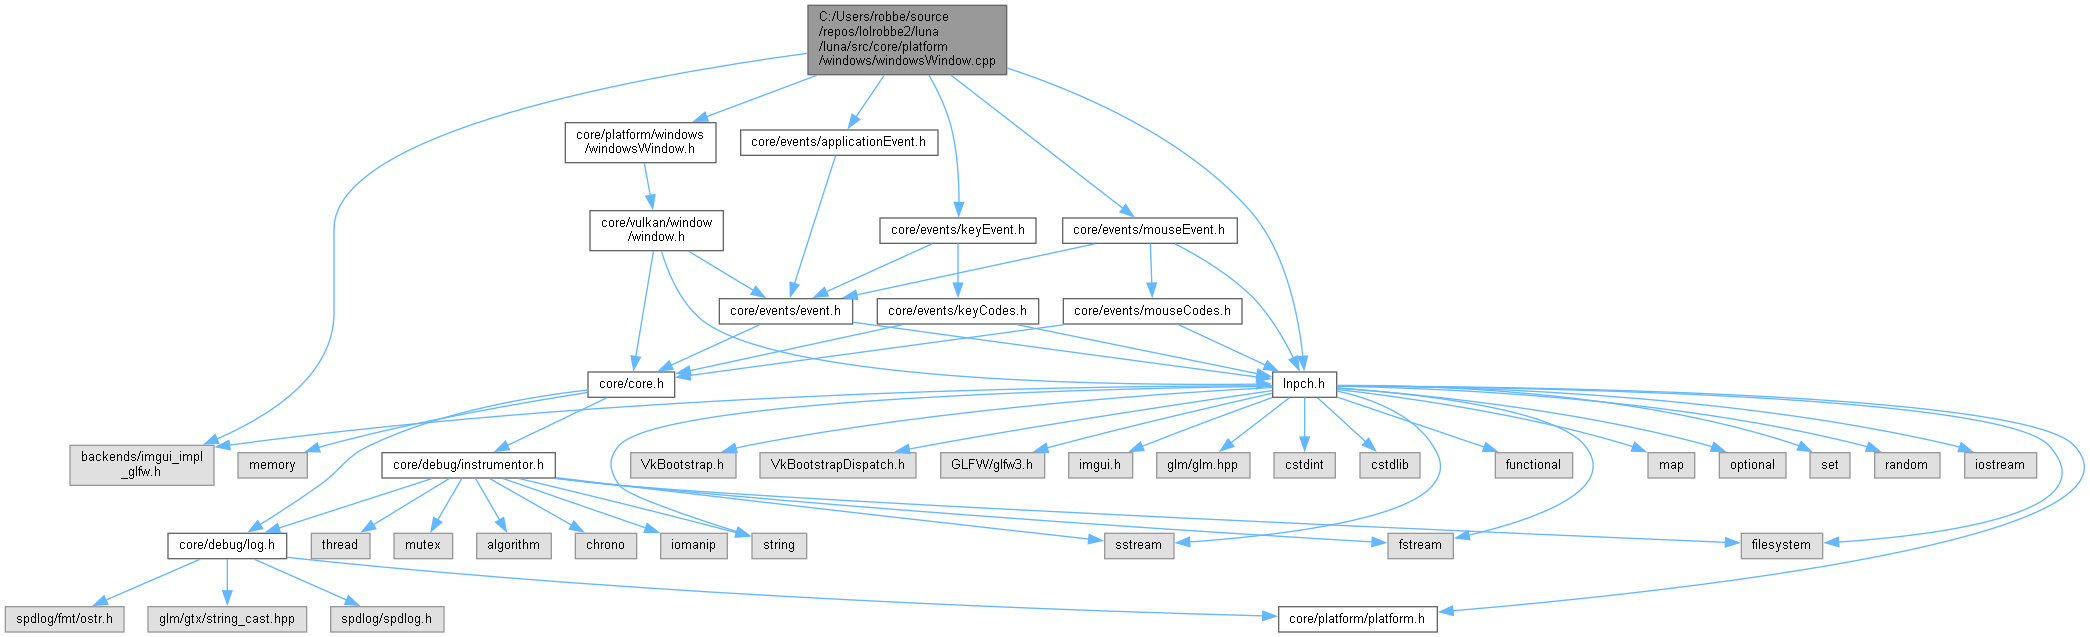 C:/Users/robbe/source
/repos/lolrobbe2/luna
/luna/src/core/platform
/windows/windowsWindow.cpp
core/platform/windows
/windowsWindow.h
core/events/applicationEvent.h
core/vulkan/window
/window.h
core/events/keyEvent.h
core/events/mouseEvent.h
core/events/event.h
core/events/keyCodes.h
core/events/mouseCodes.h
core/core.h
lnpch.h
backends/imgui_impl
_glfw.h
memory
core/debug/instrumentor.h
VkBootstrap.h
VkBootstrapDispatch.h
GLFW/glfw3.h
imgui.h
glm/glm.hpp
cstdint
cstdlib
functional
map
optional
set
random
iostream
core/debug/log.h
thread
mutex
algorithm
chrono
iomanip
string
sstream
fstream
filesystem
spdlog/fmt/ostr.h
glm/gtx/string_cast.hpp
spdlog/spdlog.h
core/platform/platform.h